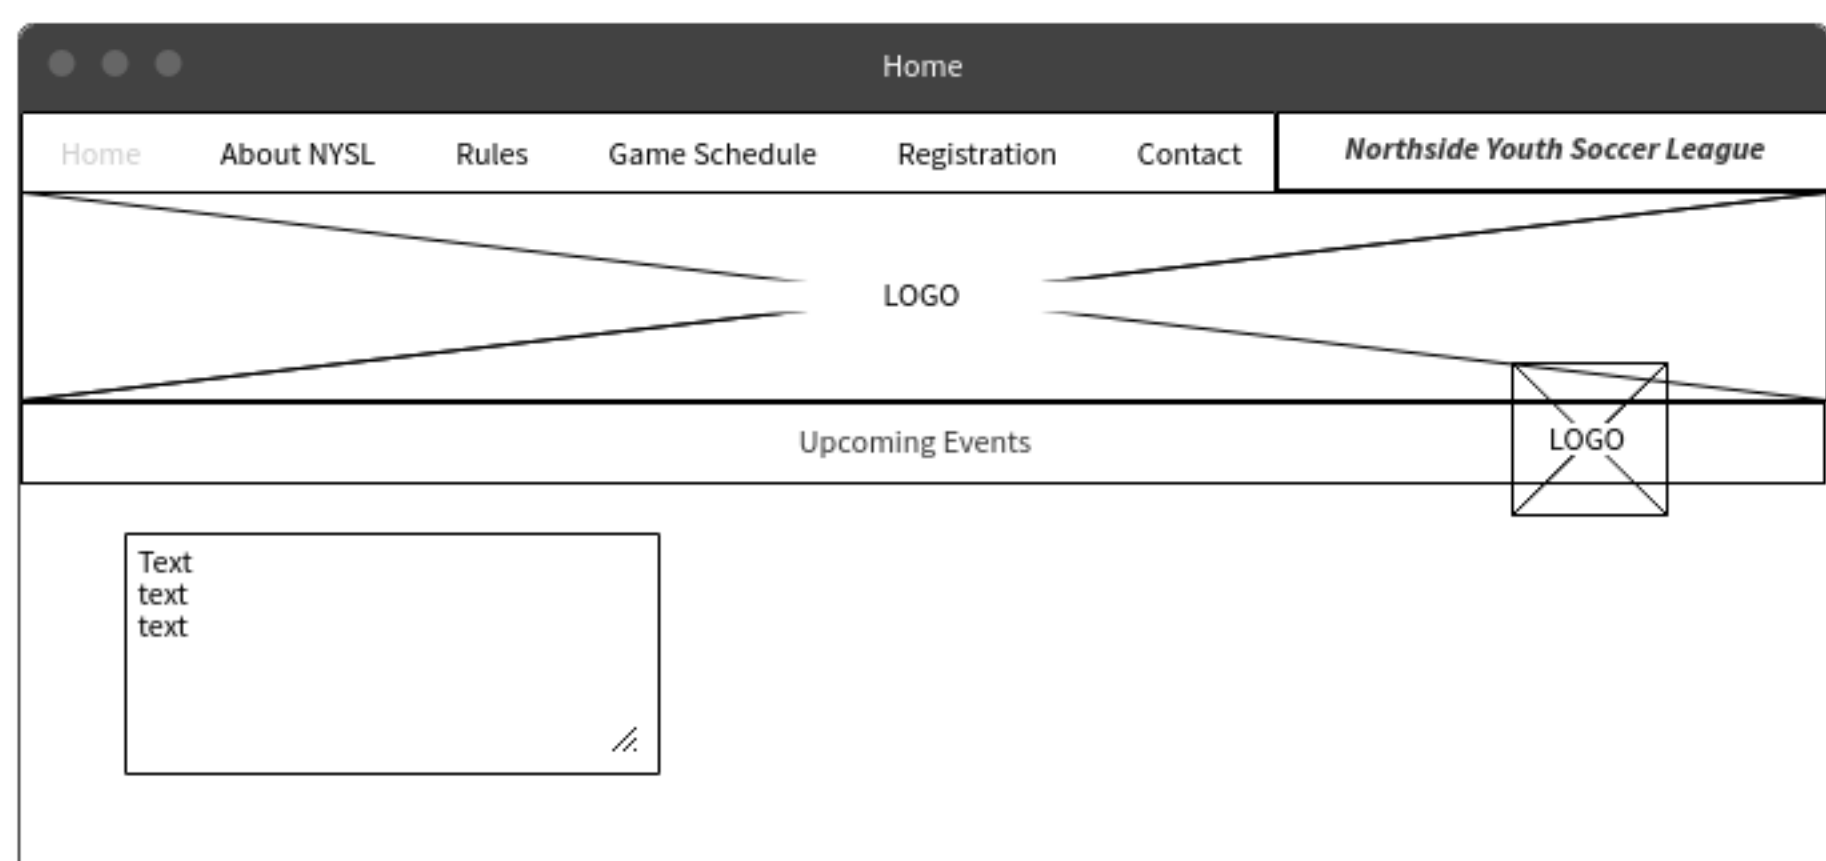 Home
Home About NYSL Rules Game Schedule Registration Contact Northside Youth Soccer League
LOGO
Upcoming Events
LOGO
Text
text
text